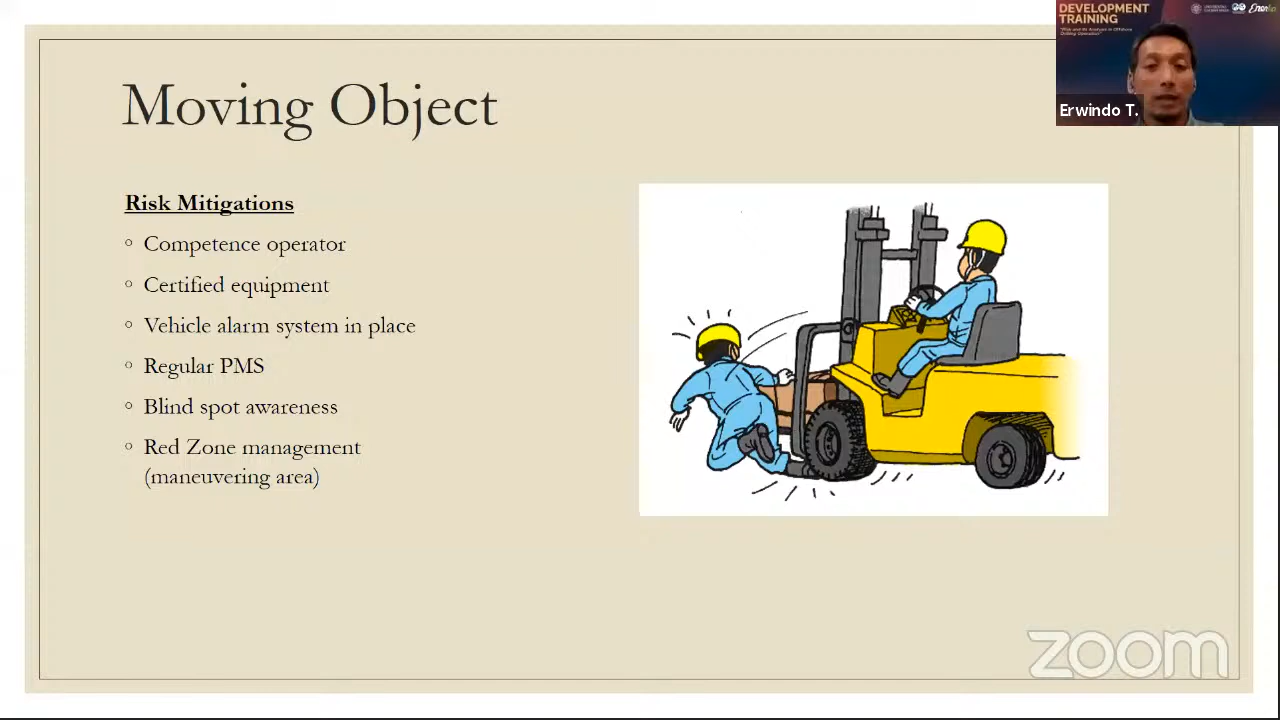 DEVELOPMENT
TRAINING
Erwindo T.
Moving Object
Risk Mitigations
Competence operator
Certified equipment
Vehicle alarm system in place
Regular PMS
Blind spot awareness
Red Zone management
(maneuvering area)
zoom